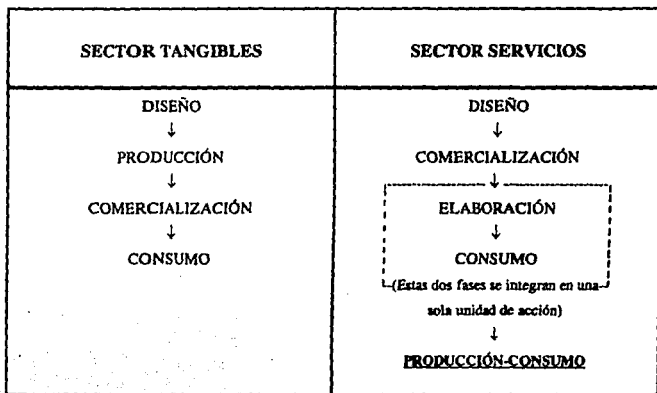 SECTOR TANGIBLES
DISEÑO
↓
PRODUCCIÓN
↓
COMERCIALIZACIÓN
↓
CONSUMO
SECTOR SERVICIOS
DISEÑO
↓
COMERCIALIZACIÓN
↓
ELABORACIÓN
↓
CONSUMO
(Estas dos fases se integran en una
sola unidad de acción)
↓
PRODUCCIÓN-CONSUMO